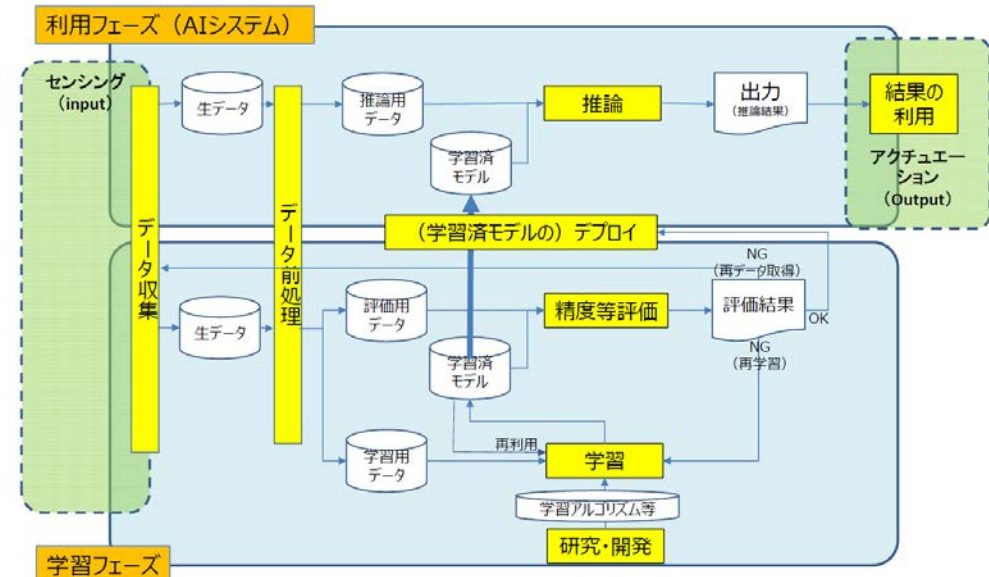 利用フェーズ（AIシステム）
センシング
（input）
生データ
推論用
データ
推論
出力
（推論結果）
結果の
利用
アクチュエー
ション
（Output）
学習済
モデル
データ収集
データ前処理
（学習済モデルの）デプロイ
NG
（再データ取得）
生データ
評価用
データ
精度等評価
評価結果
OK
学習済
モデル
NG
（再学習）
再利用
学習用
データ
学習
学習アルゴリズム等
研究・開発
学習フェーズ